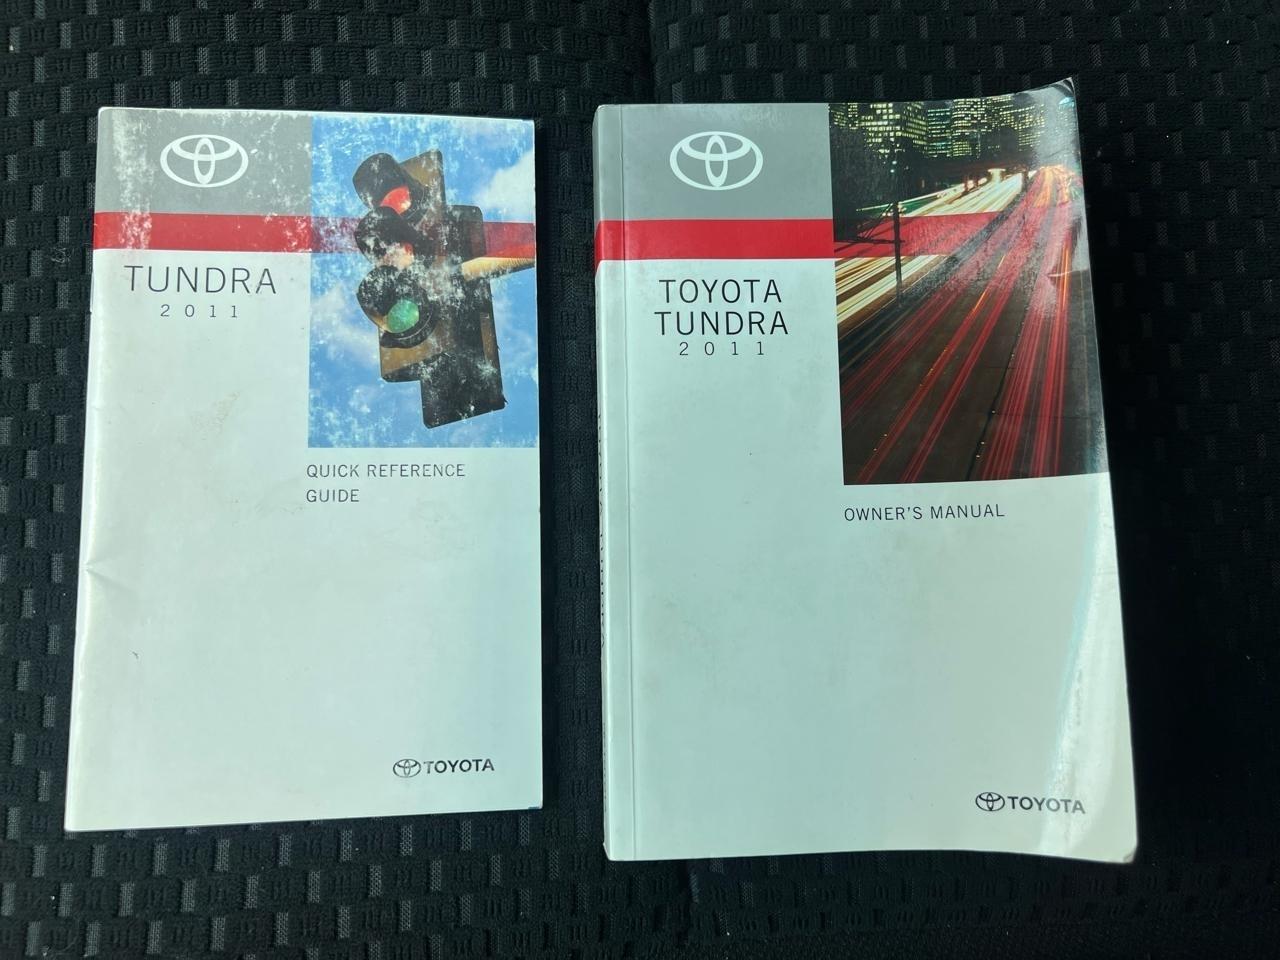 TUNDRA
2011
QUICK REFERENCE
GUIDE
TOYOTA
TOYOTA
TUNDRA
2011
OWNER'S MANUAL
TOYOTA